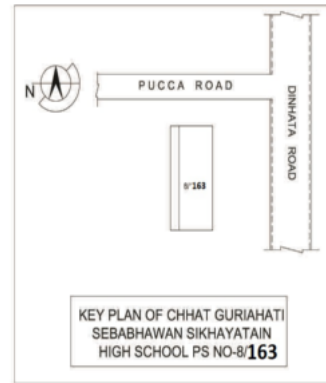 N
PUCCA ROAD
DINHATA ROAD
8/163
KEY PLAN OF CHHAT GURIAHATI
SEBABHAWAN SIKHAYATAIN
HIGH SCHOOL PS NO-8/163